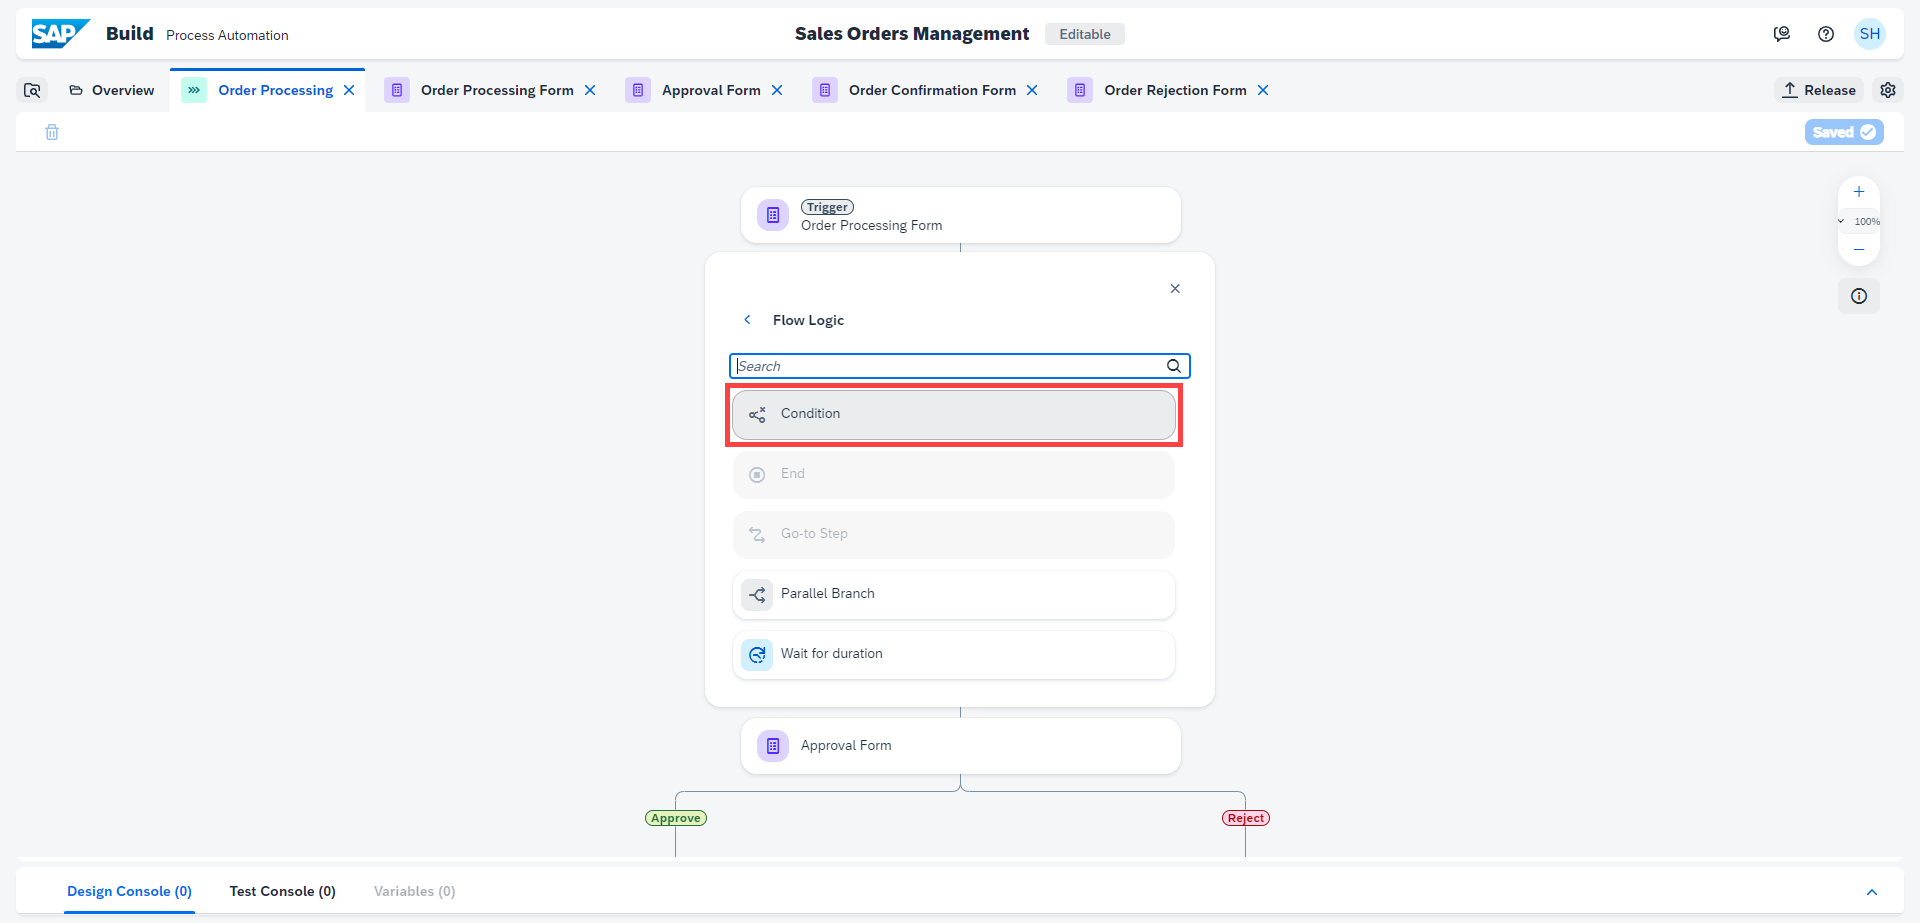 SAP Build Process Automation
Sales Orders Management Editable
SH
Overview Order Processing Order Processing Form Approval Form Order Confirmation Form Order Rejection Form Release
Saved
Trigger
Order Processing Form
100%
Flow Logic
Search
Condition
End
Go-to Step
Parallel Branch
Wait for duration
Approval Form
Approve Reject
Design Console (0) Test Console (0) Variables (0)